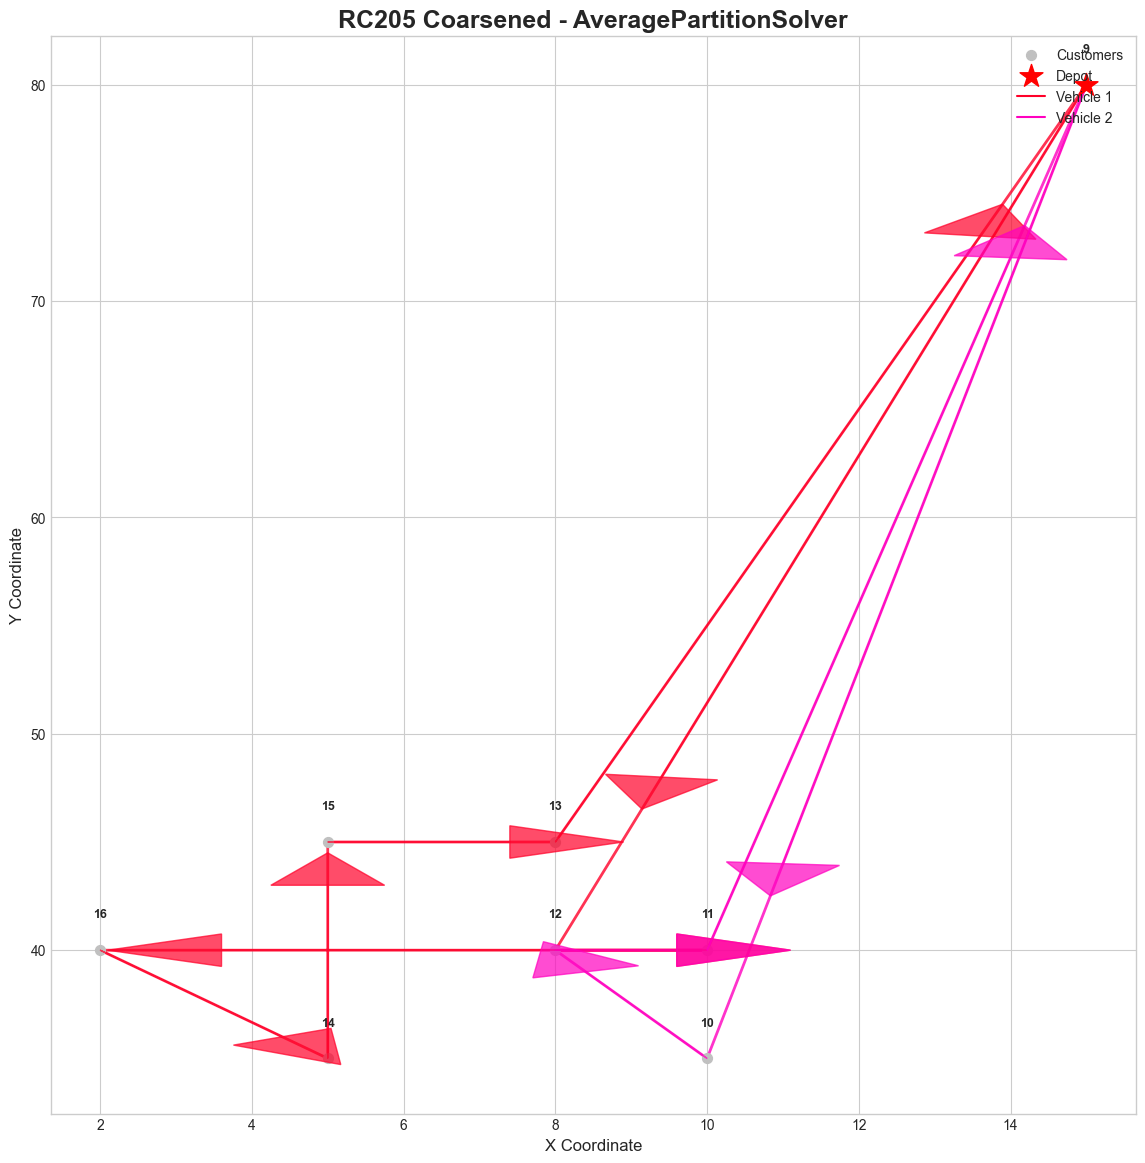 RC205 Coarsened - AveragePartitionSolver
9
Customers
Depot
Vehicle 1
Vehicle 2
80
70
60
50
40
15
13
16
12
11
14
10
2
4
6
8
10
12
14
X Coordinate
Y Coordinate